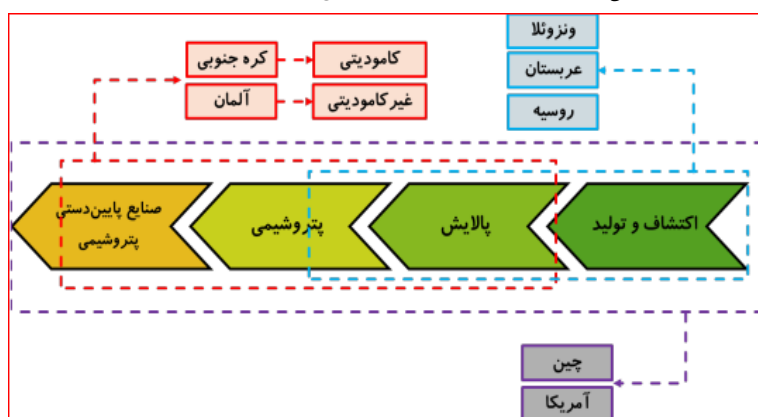 ونزوئلا
عربستان
روسیه
کره جنوبی
کامودیتی
آلمان
غیرکامودیتی
اکتشاف و تولید
پالایش
پتروشیمی
صنایع پایین‌دستی
پتروشیمی
چین
آمریکا